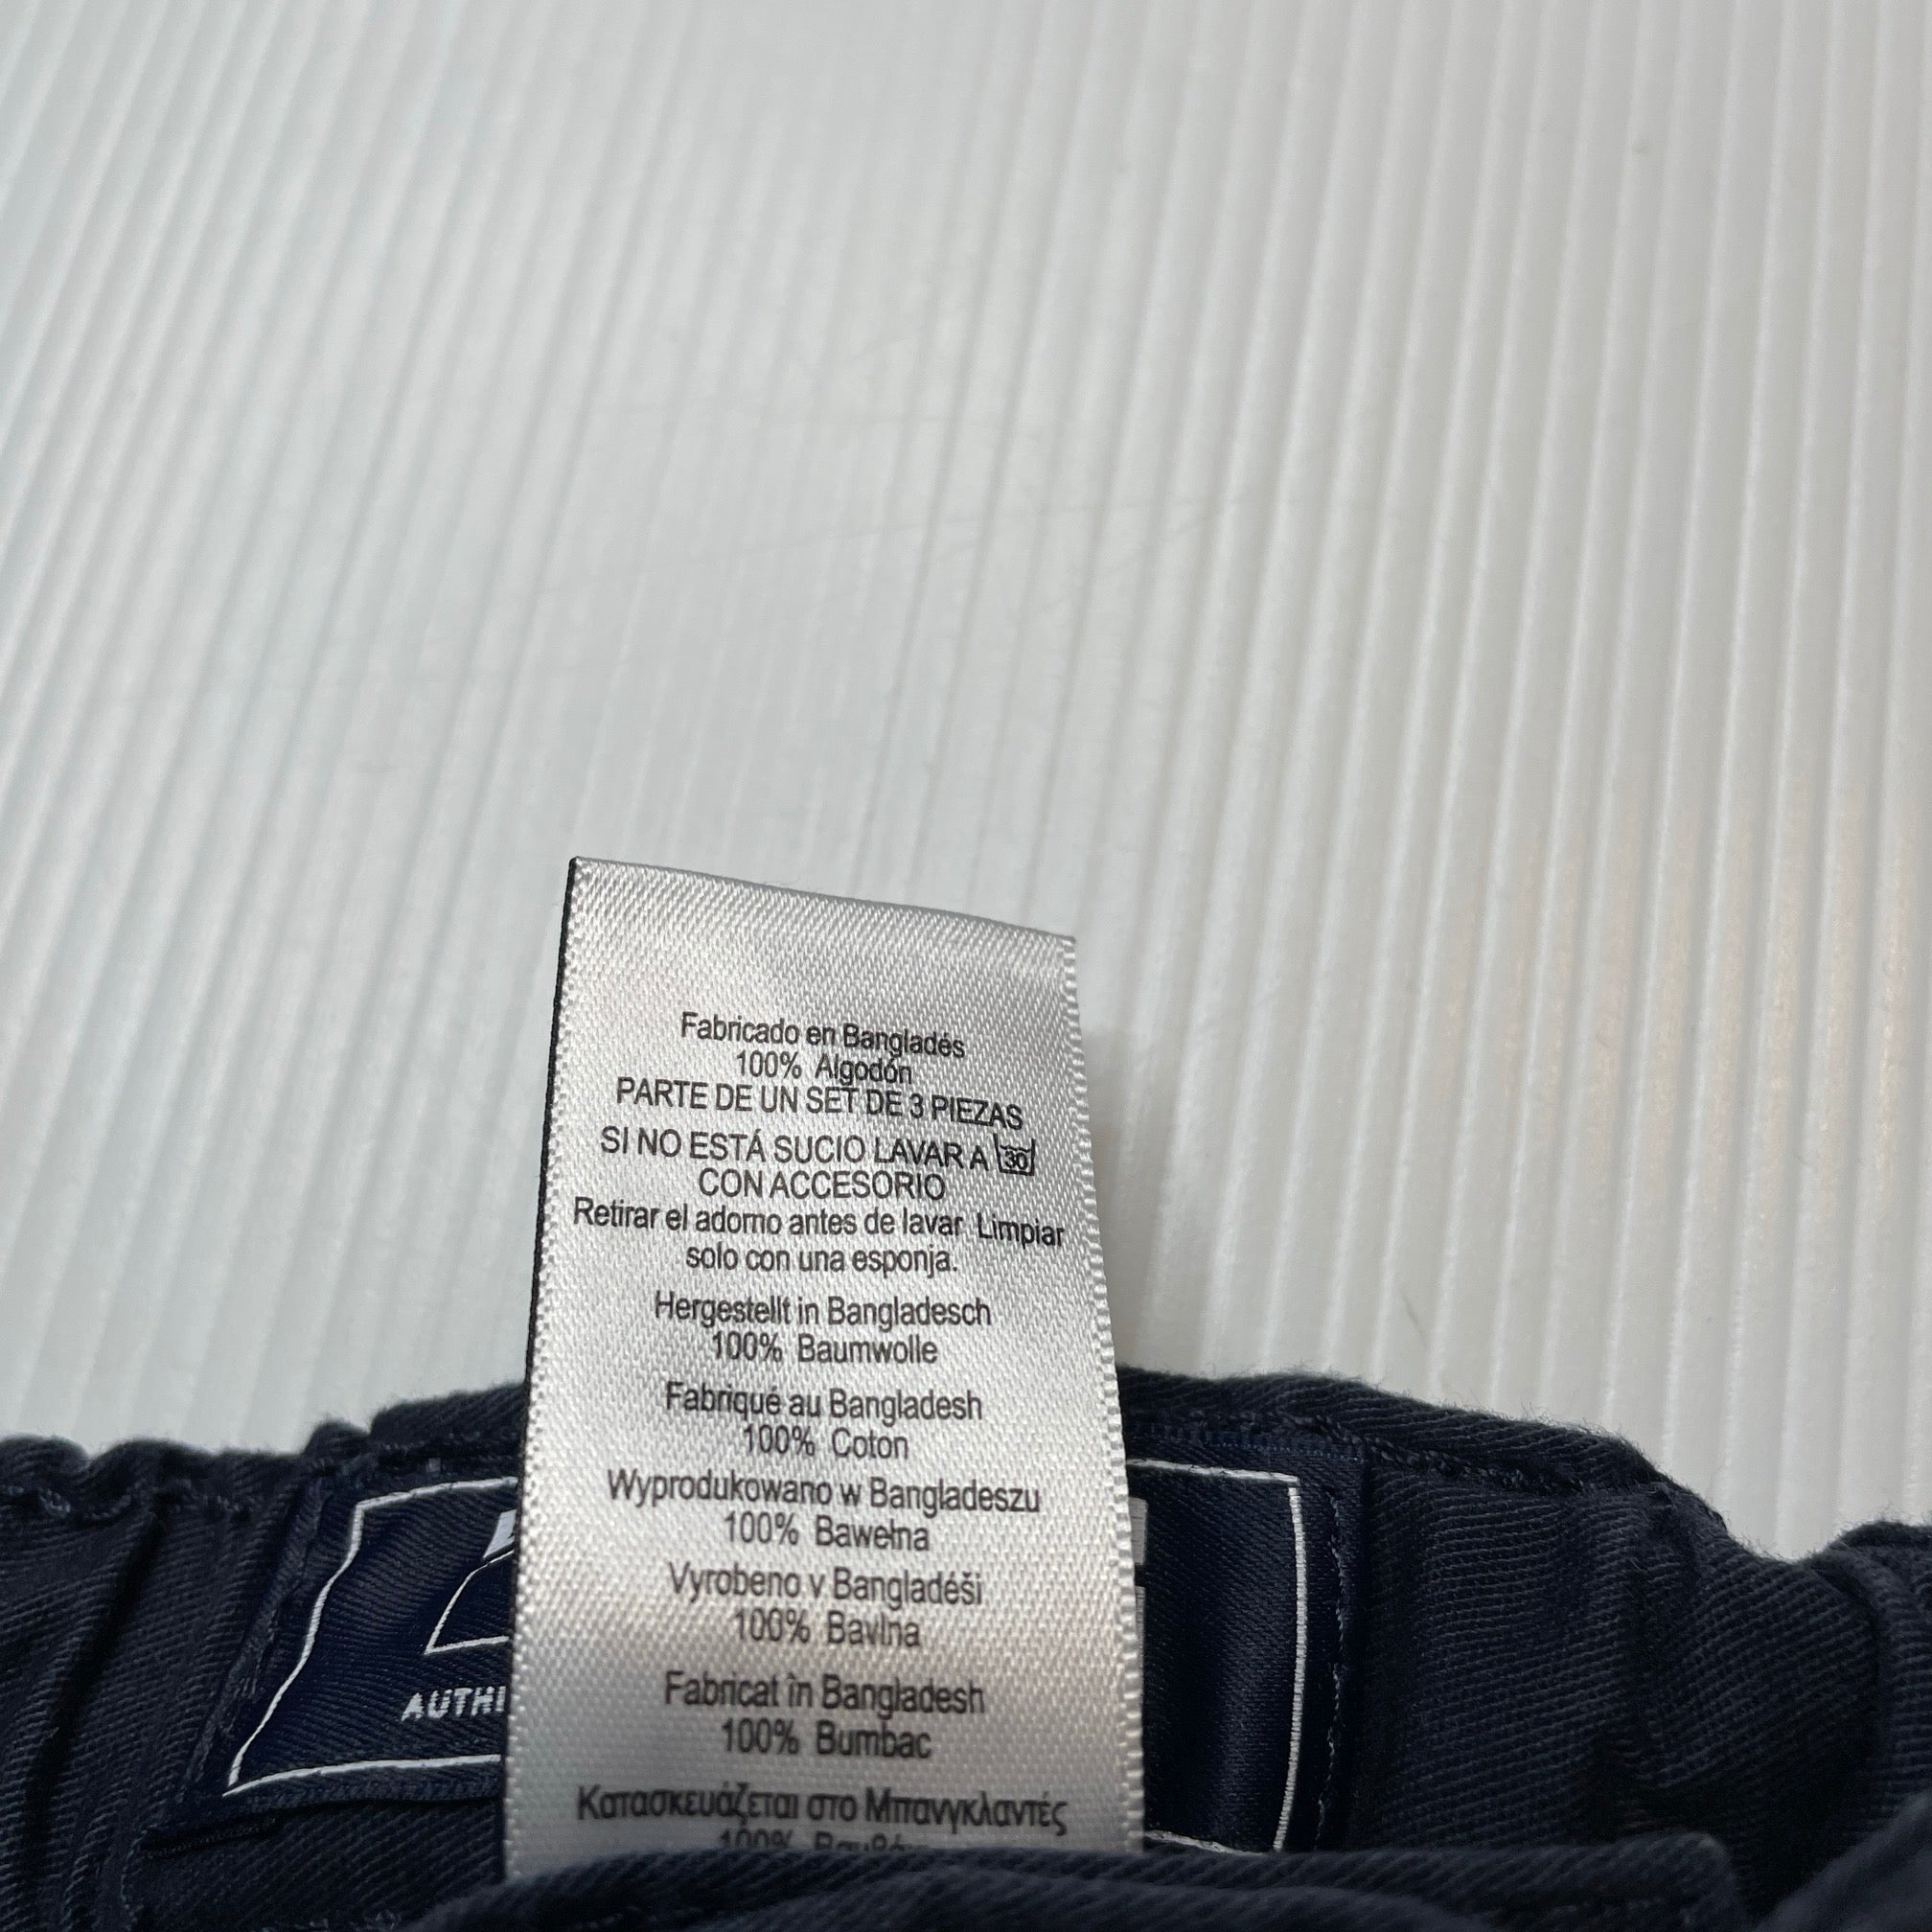 Fabricado en Bangladés
100% Algodón
PARTE DE UN SET DE 3 PIEZAS
SI NO ESTÁ SUCIO LAVAR A 30
CON ACCESORIO
Retirar el adorno antes de lavar Limpiar
solo con una esponja.
Hergestellt in Bangladesch
100% Baumwolle
Fabriqué au Bangladesh
100% Coton
Wyprodukowano w Bangladeszu
100% Bawełna
Vyrobeno v Bangladéši
100% Bavlna
Fabricat în Bangladesh
100% Bumbac
Κατασκευάζεται στο Μπανγκλαντές
100%